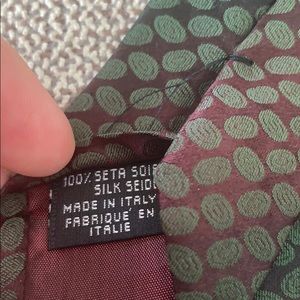 100% SETA SOIE
SILK SEIDE
MADE IN ITALY
FABRIQUÉ EN
ITALIE